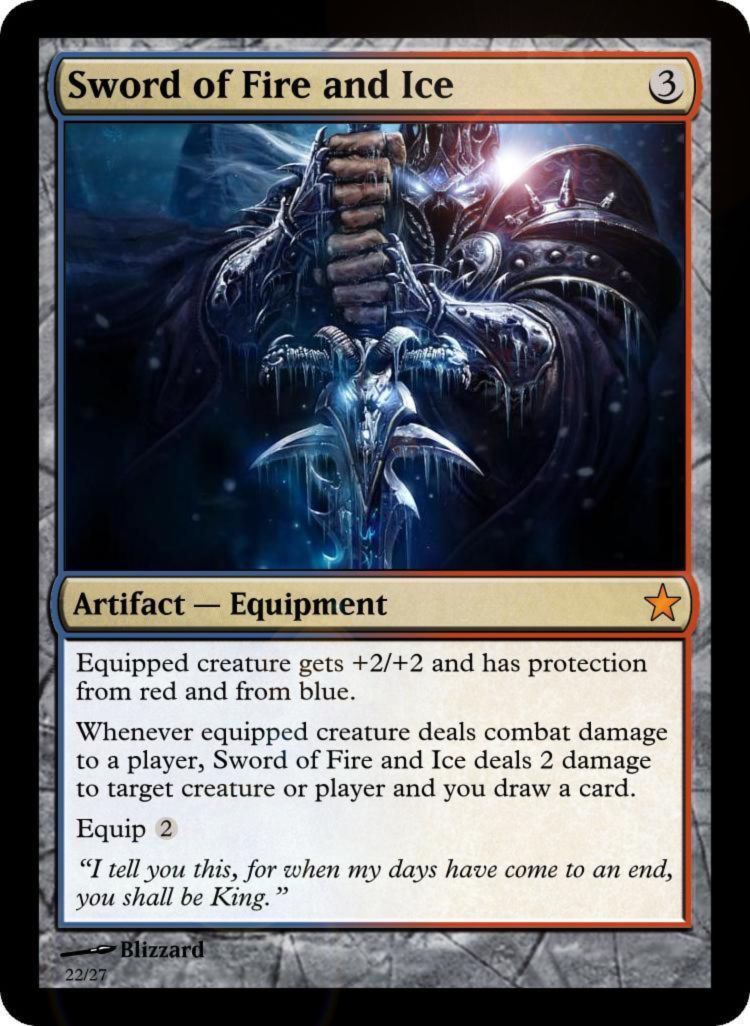 Sword of Fire and Ice 3
Artifact — Equipment
Equipped creature gets +2/+2 and has protection
from red and from blue.
Whenever equipped creature deals combat damage
to a player, Sword of Fire and Ice deals 2 damage
to target creature or player and you draw a card.
Equip 2
“I tell you this, for when my days have come to an end,
you shall be King.”
Blizzard
22/27